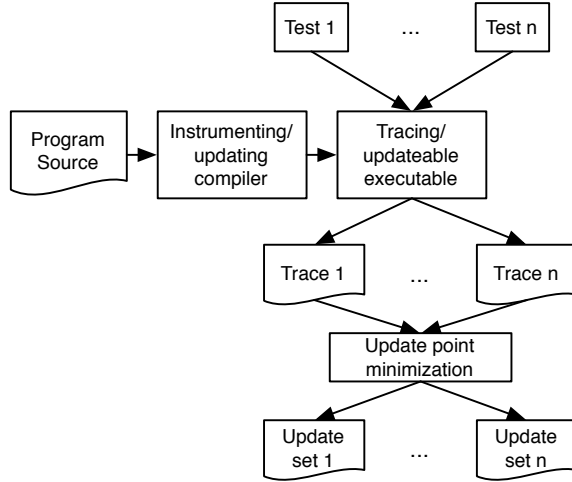 Test 1
...
Test n
Program
Source
Instrumenting/
updating
compiler
Tracing/
updateable
executable
Trace 1
...
Trace n
Update point
minimization
Update
set 1
...
Update
set n